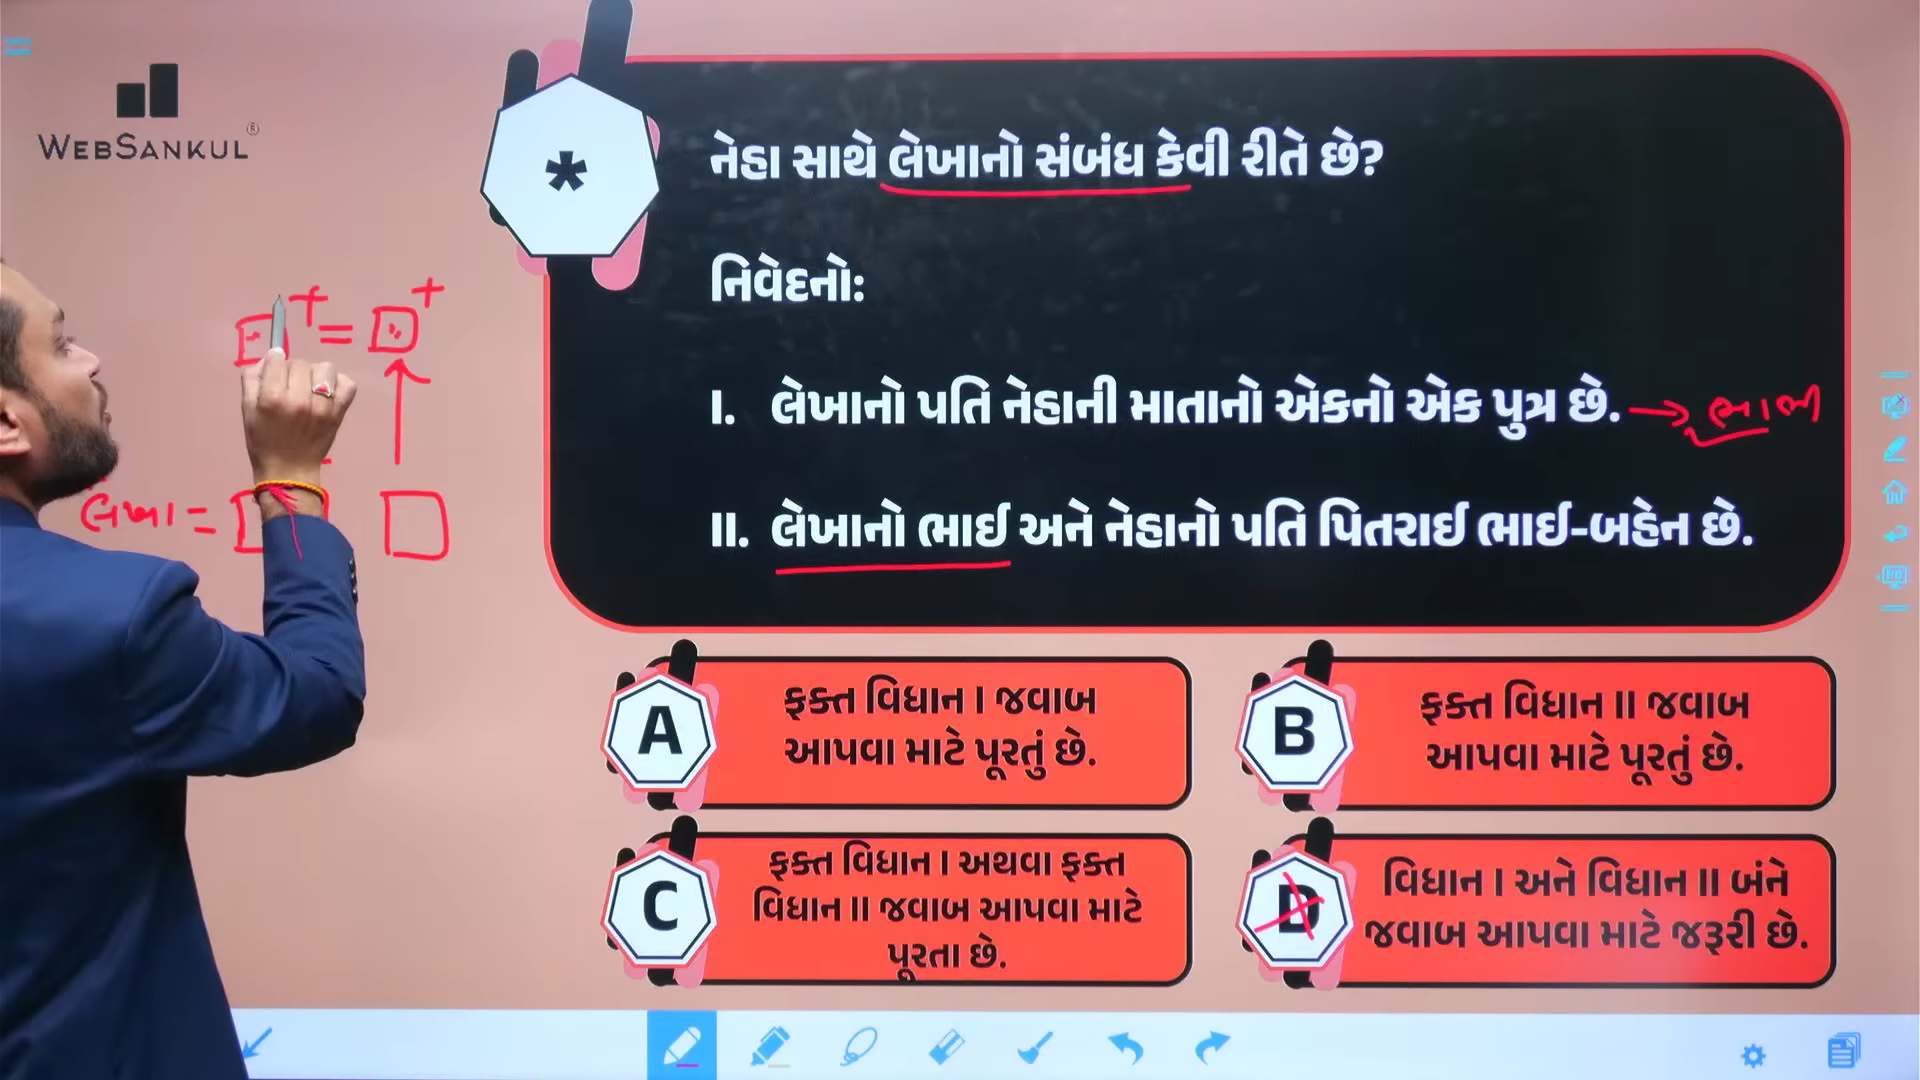 WEBSANKUL®
*
નેહા સાથે લેખાનો સંબંધ કેવી રીતે છે?
નિવેદનો:
I. લેખાનો પતિ નેહાની માતાનો એકનો એક પુત્ર છે. → ભાભી
II. લેખાનો ભાઈ અને નેહાનો પતિ પિતરાઈ ભાઈ-બહેન છે.
+ = +
લેખા =
A
ફક્ત વિધાન I જવાબ
આપવા માટે પૂરતું છે.
B
ફક્ત વિધાન II જવાબ
આપવા માટે પૂરતું છે.
C
ફક્ત વિધાન I અથવા ફક્ત
વિધાન II જવાબ આપવા માટે
પૂરતા છે.
D
વિધાન I અને વિધાન II બંને
જવાબ આપવા માટે જરૂરી છે.